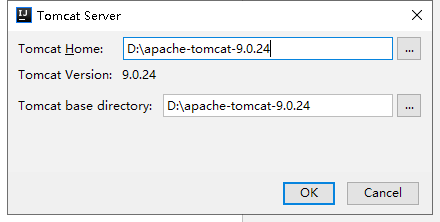 IJ
Tomcat Server
Tomcat Home: D:\apache-tomcat-9.0.24 ...
Tomcat Version: 9.0.24
Tomcat base directory: D:\apache-tomcat-9.0.24 ...
OK Cancel